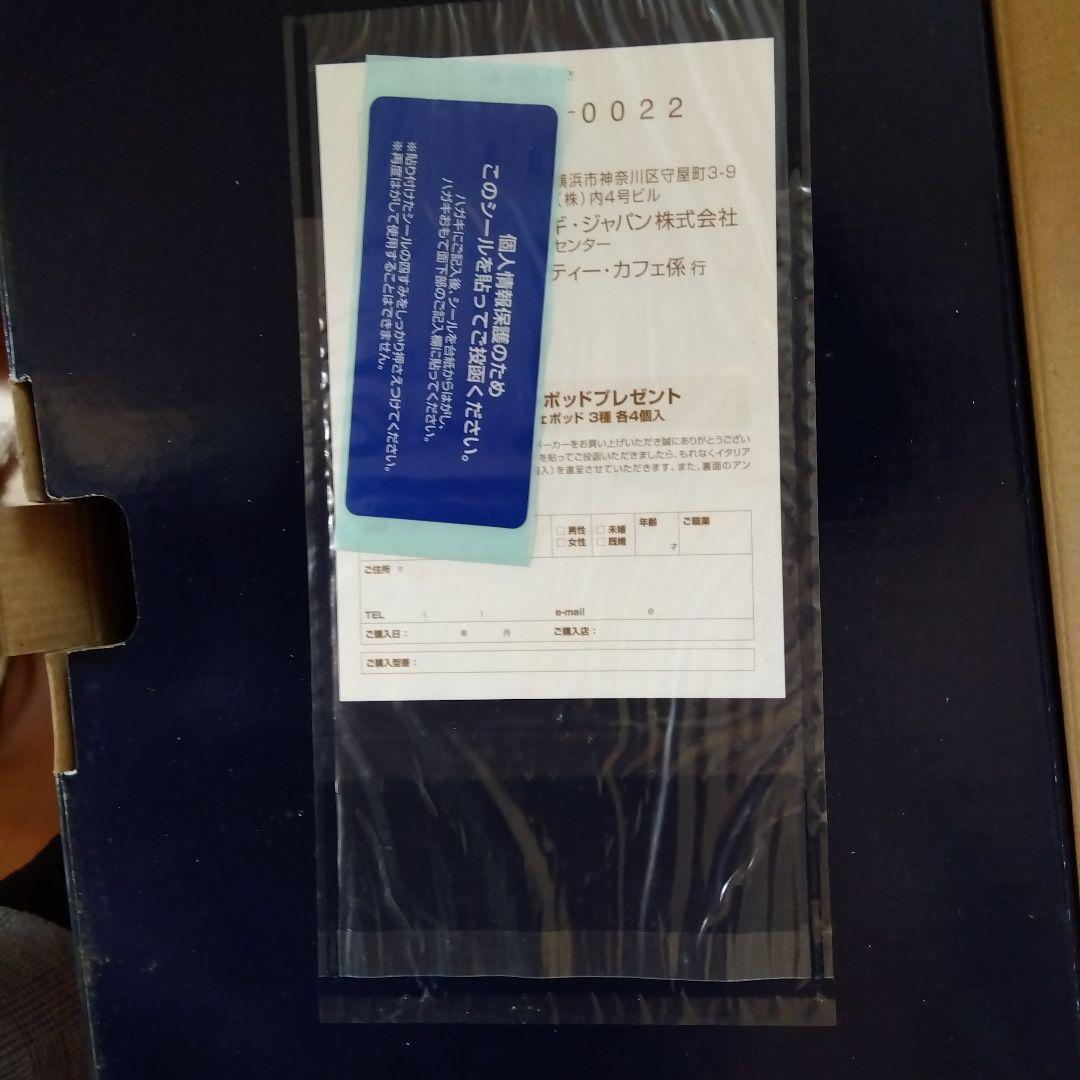 -0022
横浜市神奈川区守屋町3-9
(株)内4号ビル
ギ・ジャパン株式会社
センター
ティー・カフェ係 行
ポッドプレゼント
ェポッド 3種 各4個入
メーカーをお買い上げいただき誠にありがとうござい
を貼ってご投函いただきましたら、もれなくイタリア
入)を進呈させていただきます。また、裏面のアン
□男性 □未婚 年齢 ご職業
□女性 □既婚 才
ご住所 〒
TEL ( ) e-mail @
ご購入日: 年 月 ご購入店:
ご購入型番:
個人情報保護のため
このシールを貼ってご投函ください。
ハガキにご記入後、シールを台紙からはがし、
ハガキおもて面下部のご記入欄に貼ってください。
※貼り付けたシールの四すみをしっかり押さえつけてください。
※再度はがして使用することはできません。